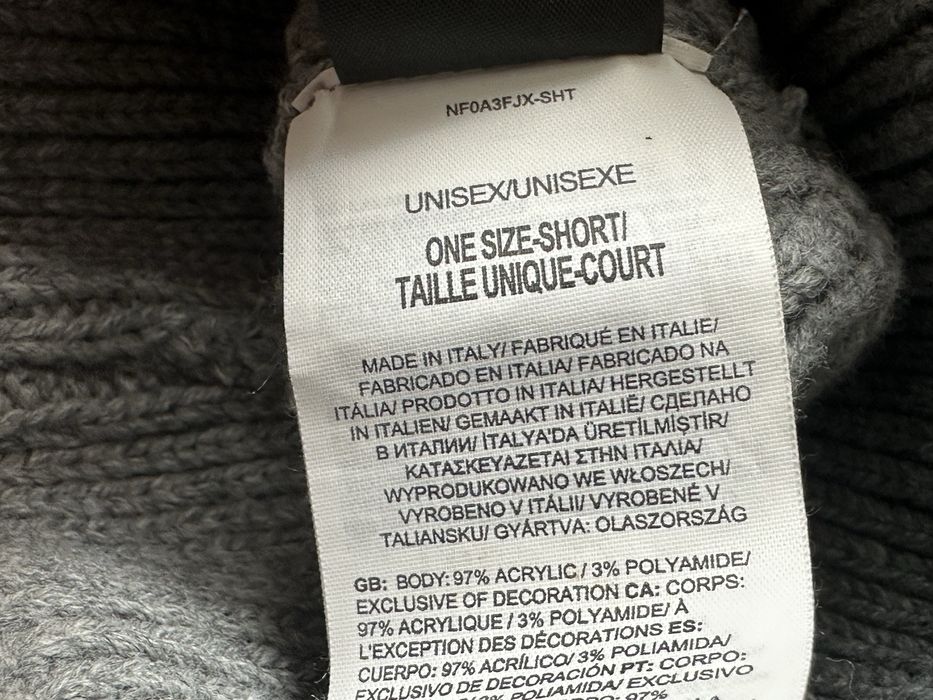 NF0A3FJX-SHT
UNISEX/UNISEXE
ONE SIZE-SHORT/
TAILLE UNIQUE-COURT
MADE IN ITALY/ FABRIQUÉ EN ITALIE/
FABRICADO EN ITALIA/ FABRICADO NA
ITÁLIA/ PRODOTTO IN ITALIA/ HERGESTELLT
IN ITALIEN/ GEMAAKT IN ITALIË/ СДЕЛАНО
В ИТАЛИИ/ İTALYA'DA ÜRETİLMİŞTİR/
ΚΑΤΑΣΚΕΥΑΖΕΤΑΙ ΣΤΗΝ ΙΤΑΛΙΑ/
WYPRODUKOWANO WE WŁOSZECH/
VYROBENO V ITÁLII/ VYROBENÉ V
TALIANSKU/ GYÁRTVA: OLASZORSZÁG
GB: BODY: 97% ACRYLIC / 3% POLYAMIDE/
EXCLUSIVE OF DECORATION CA: CORPS:
97% ACRYLIQUE / 3% POLYAMIDE/ À
L'EXCEPTION DES DÉCORATIONS ES:
CUERPO: 97% ACRÍLICO/ 3% POLIAMIDA/
EXCLUSIVO DE DECORACIÓN PT: CORPO:
3% POLIAMIDA/ EXCLUSIVO
97%